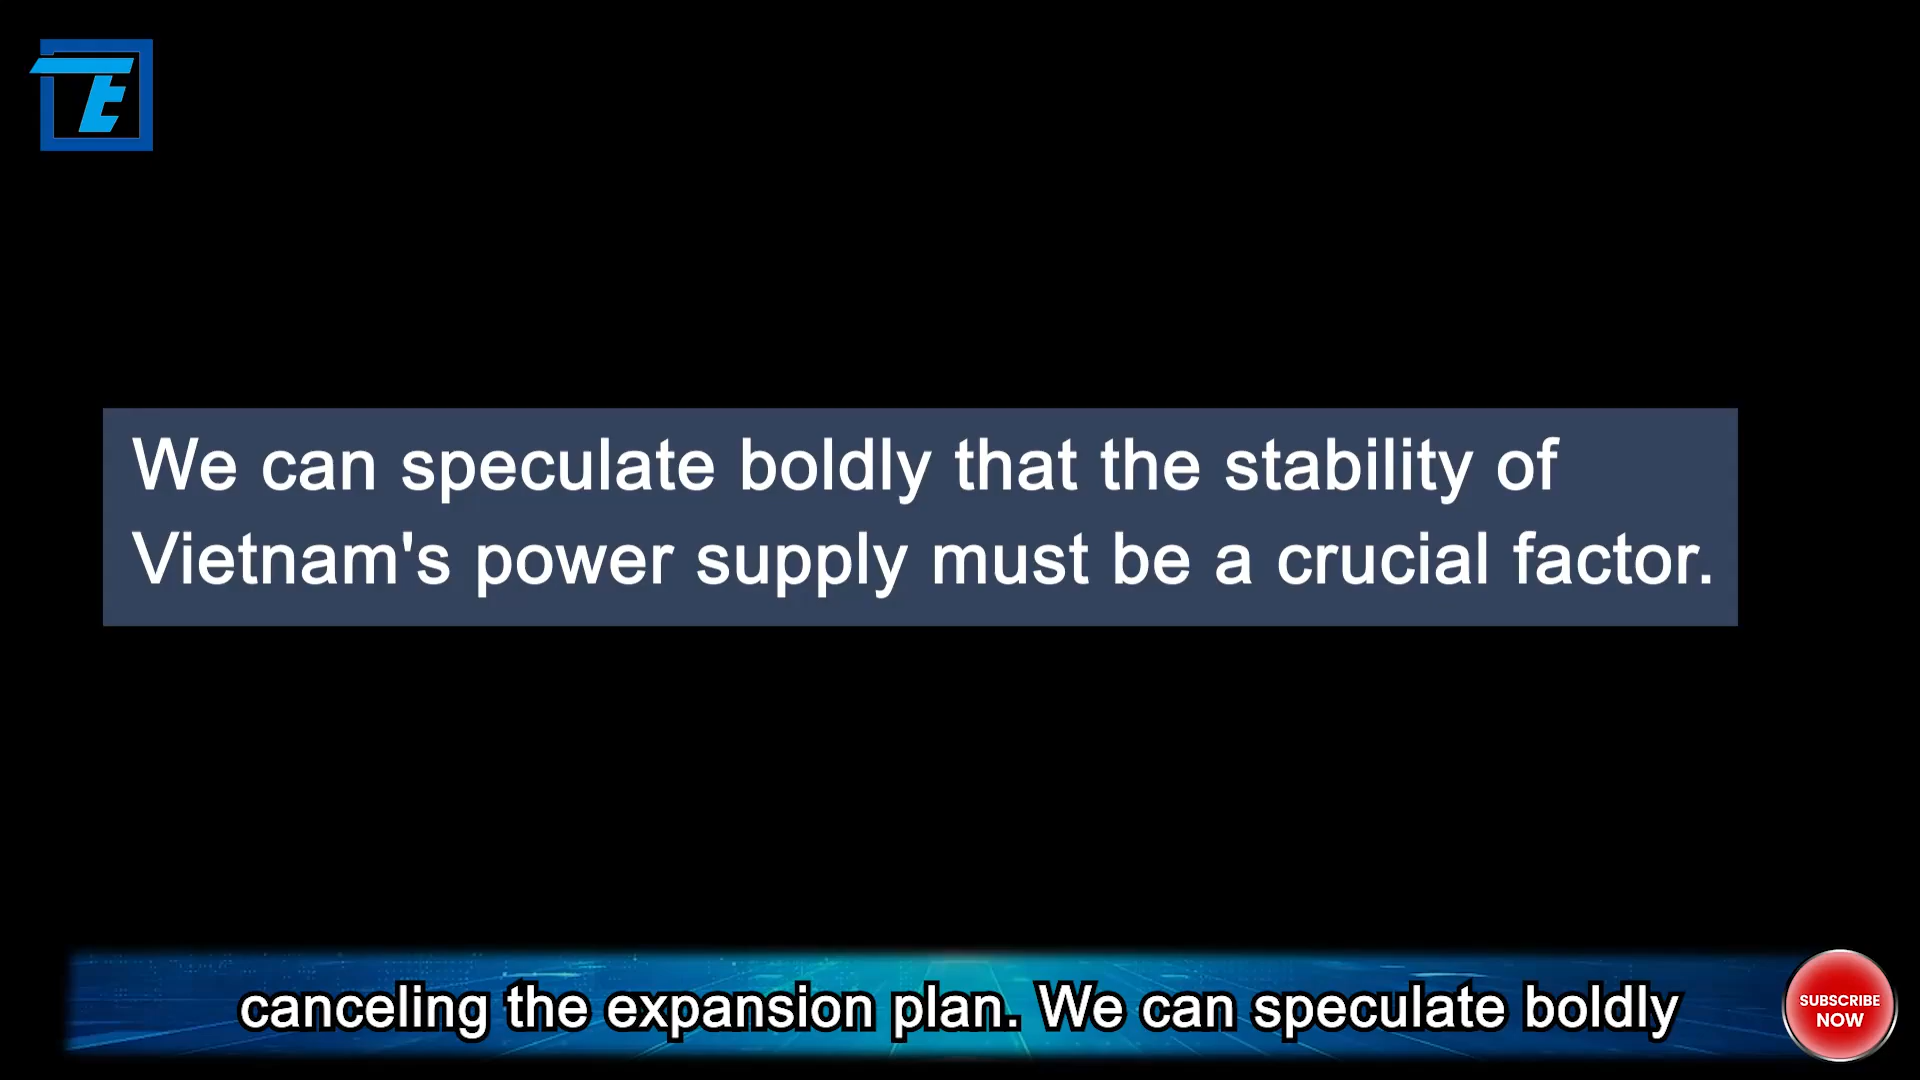 TE
We can speculate boldly that the stability of
Vietnam's power supply must be a crucial factor.
canceling the expansion plan. We can speculate boldly
SUBSCRIBE
NOW